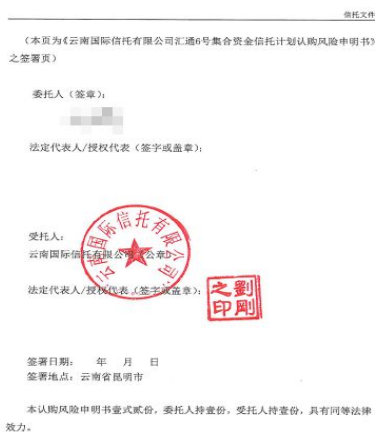 信托文件
（本页为《云南国际信托有限公司汇通6号集合资金信托计划认购风险申明书》
之签署页）
委托人（签章）：
法定代表人/授权代表（签字或盖章）：
受托人：
云南国际信托有限公司（公章）
云南国际信托有限公司
法定代表人/授权代表（签字或盖章）：
劉剛
之印
签署日期： 年 月 日
签署地点：云南省昆明市
本认购风险申明书壹式贰份，委托人持壹份，受托人持壹份，具有同等法律
效力。